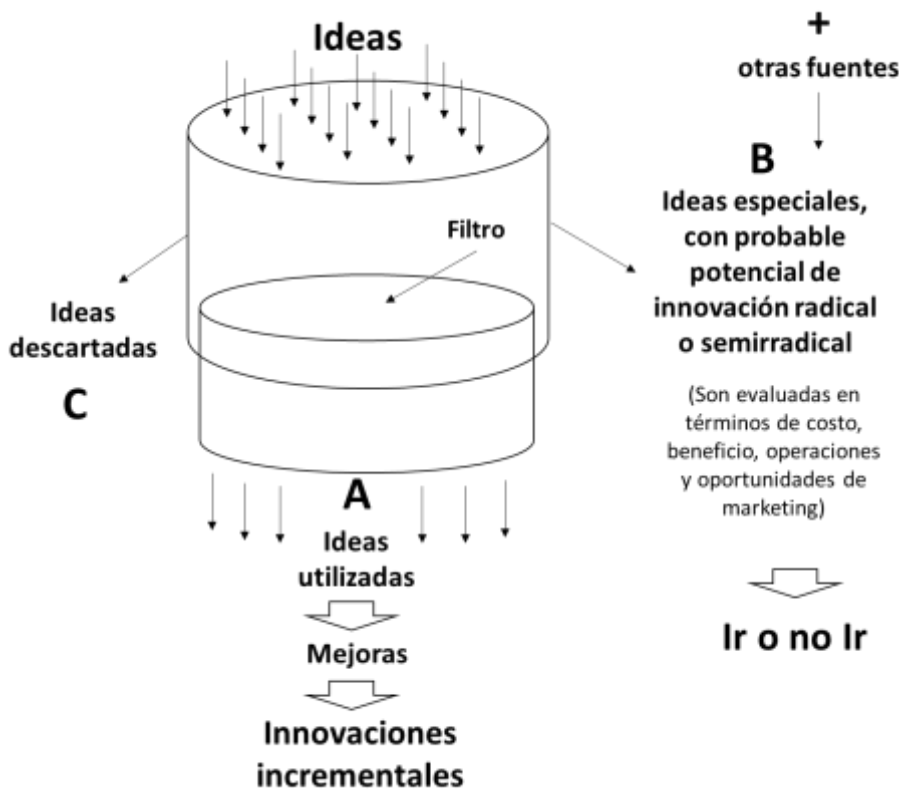 Ideas
+
otras fuentes
B
Ideas especiales,
con probable
potencial de
innovación radical
o semirradical
(Son evaluadas en
términos de costo,
beneficio, operaciones
y oportunidades de
marketing)
Ir o no Ir
Filtro
Ideas
descartadas
C
A
Ideas
utilizadas
Mejoras
Innovaciones
incrementales